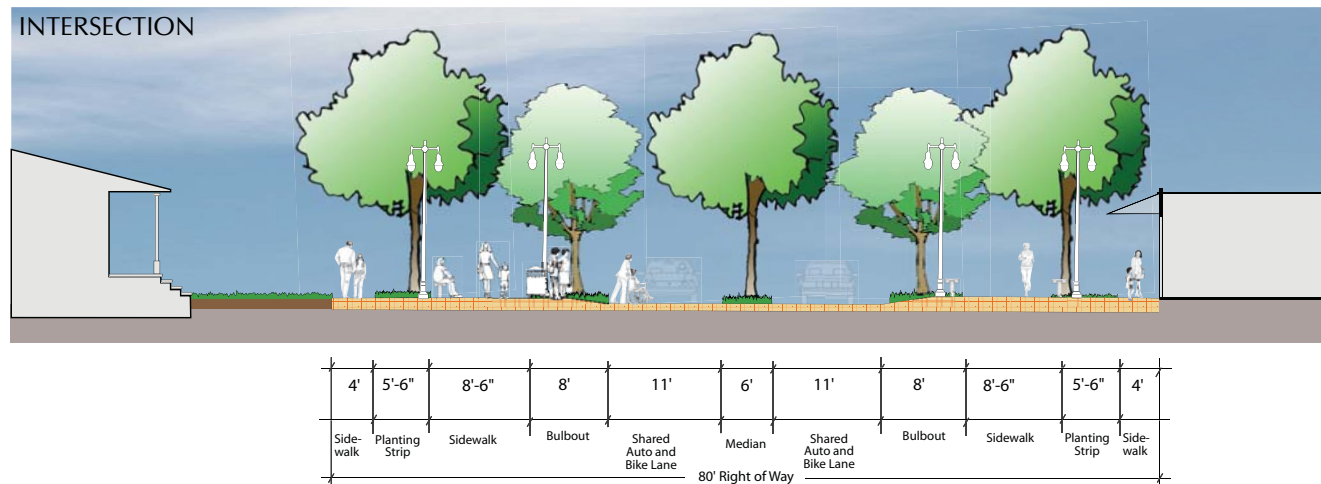 INTERSECTION
4' 5'-6" 8'-6" 8' 11' 6' 11' 8' 8'-6" 5'-6" 4'
Side-
walk
Planting
Strip
Sidewalk
Bulbout
Shared
Auto and
Bike Lane
Median
Shared
Auto and
Bike Lane
Bulbout
Sidewalk
Planting
Strip
Side-
walk
80' Right of Way